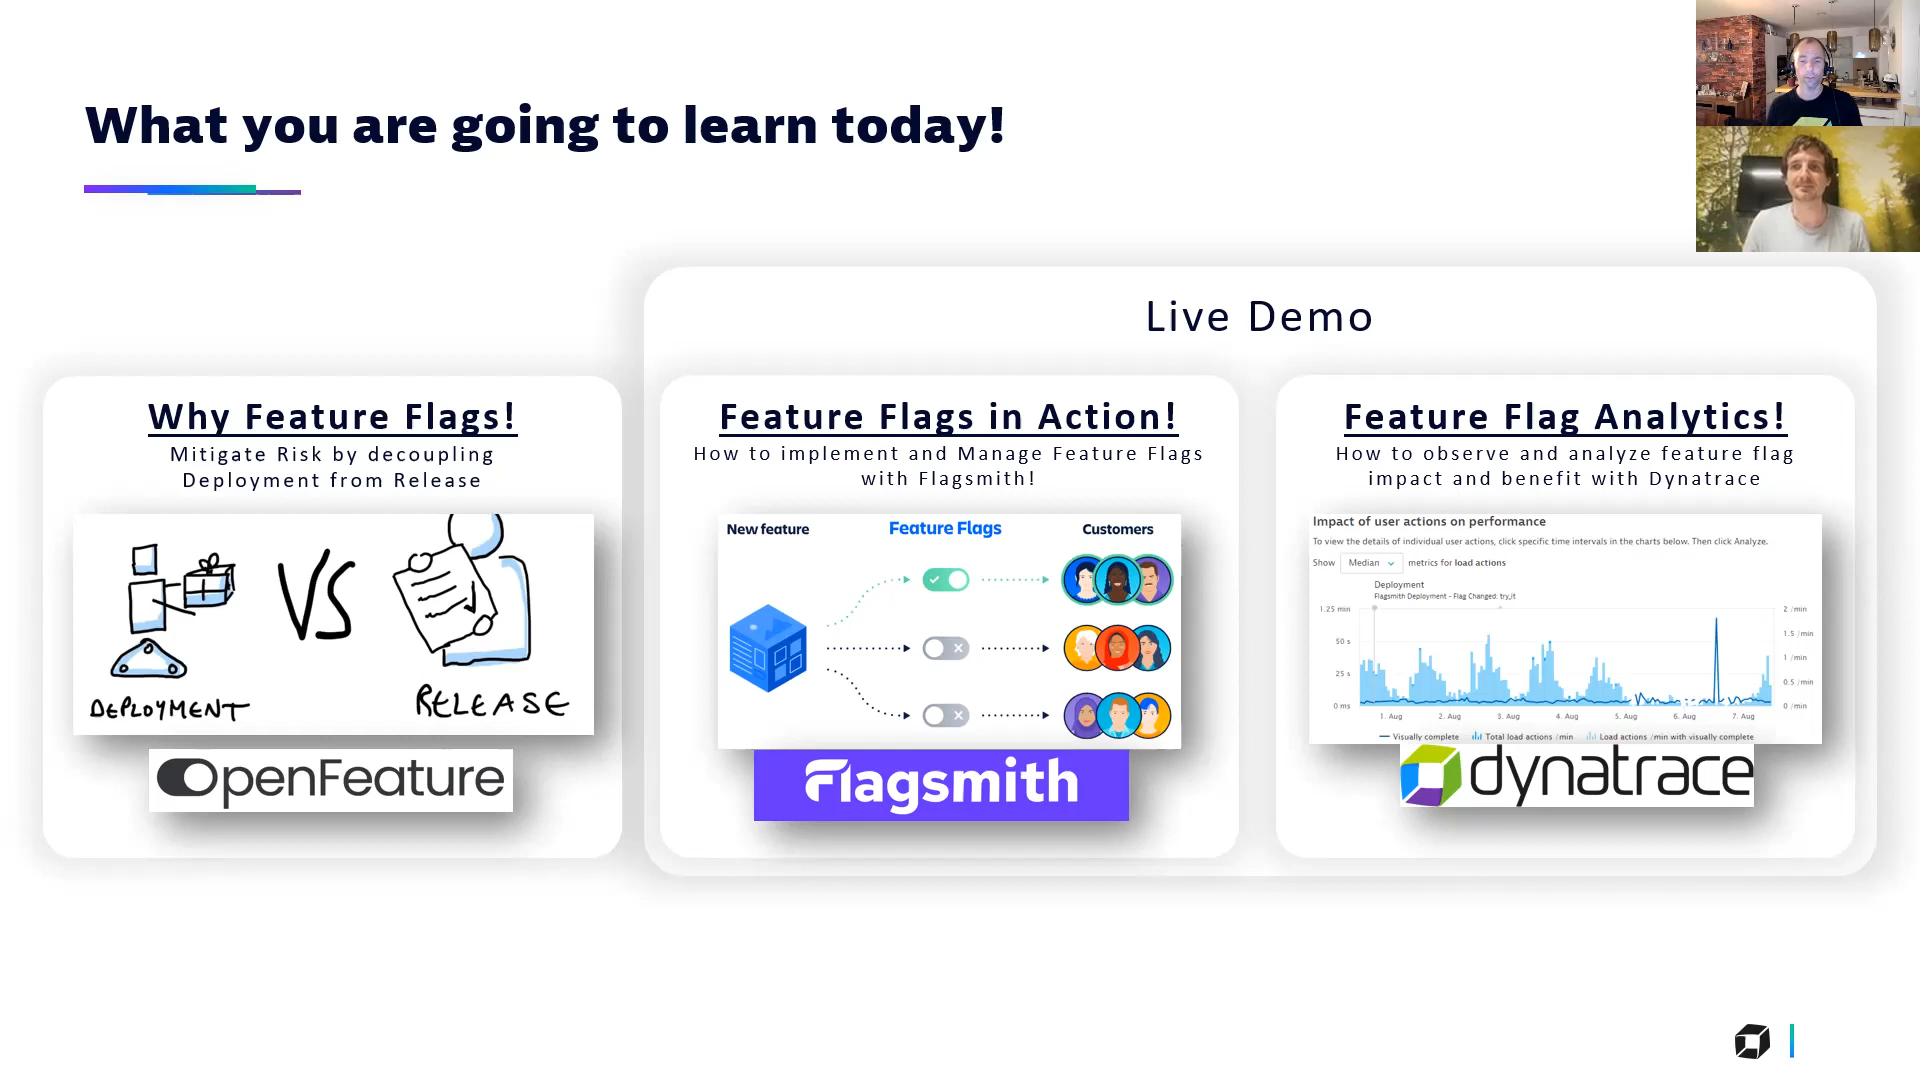 What you are going to learn today!
Live Demo
Why Feature Flags!
Mitigate Risk by decoupling
Deployment from Release
DEPLOYMENT
VS
RELEASE
OpenFeature
Feature Flags in Action!
How to implement and Manage Feature Flags
with Flagsmith!
New feature
Feature Flags
Customers
Flagsmith
Feature Flag Analytics!
How to observe and analyze feature flag
impact and benefit with Dynatrace
Impact of user actions on performance
To view the details of individual user actions, click specific time intervals in the charts below. Then click Analyze.
Show Median metrics for load actions
Deployment
Flagsmith Deployment - Flag Changed: try_it
1.25 min
2 /min
50 s
1.5 /min
1 /min
25 s
0.5 /min
0 ms
0 /min
1. Aug 2. Aug 3. Aug 4. Aug 5. Aug 6. Aug 7. Aug
Visually complete Total load actions /min Load actions /min with visually complete
dynatrace